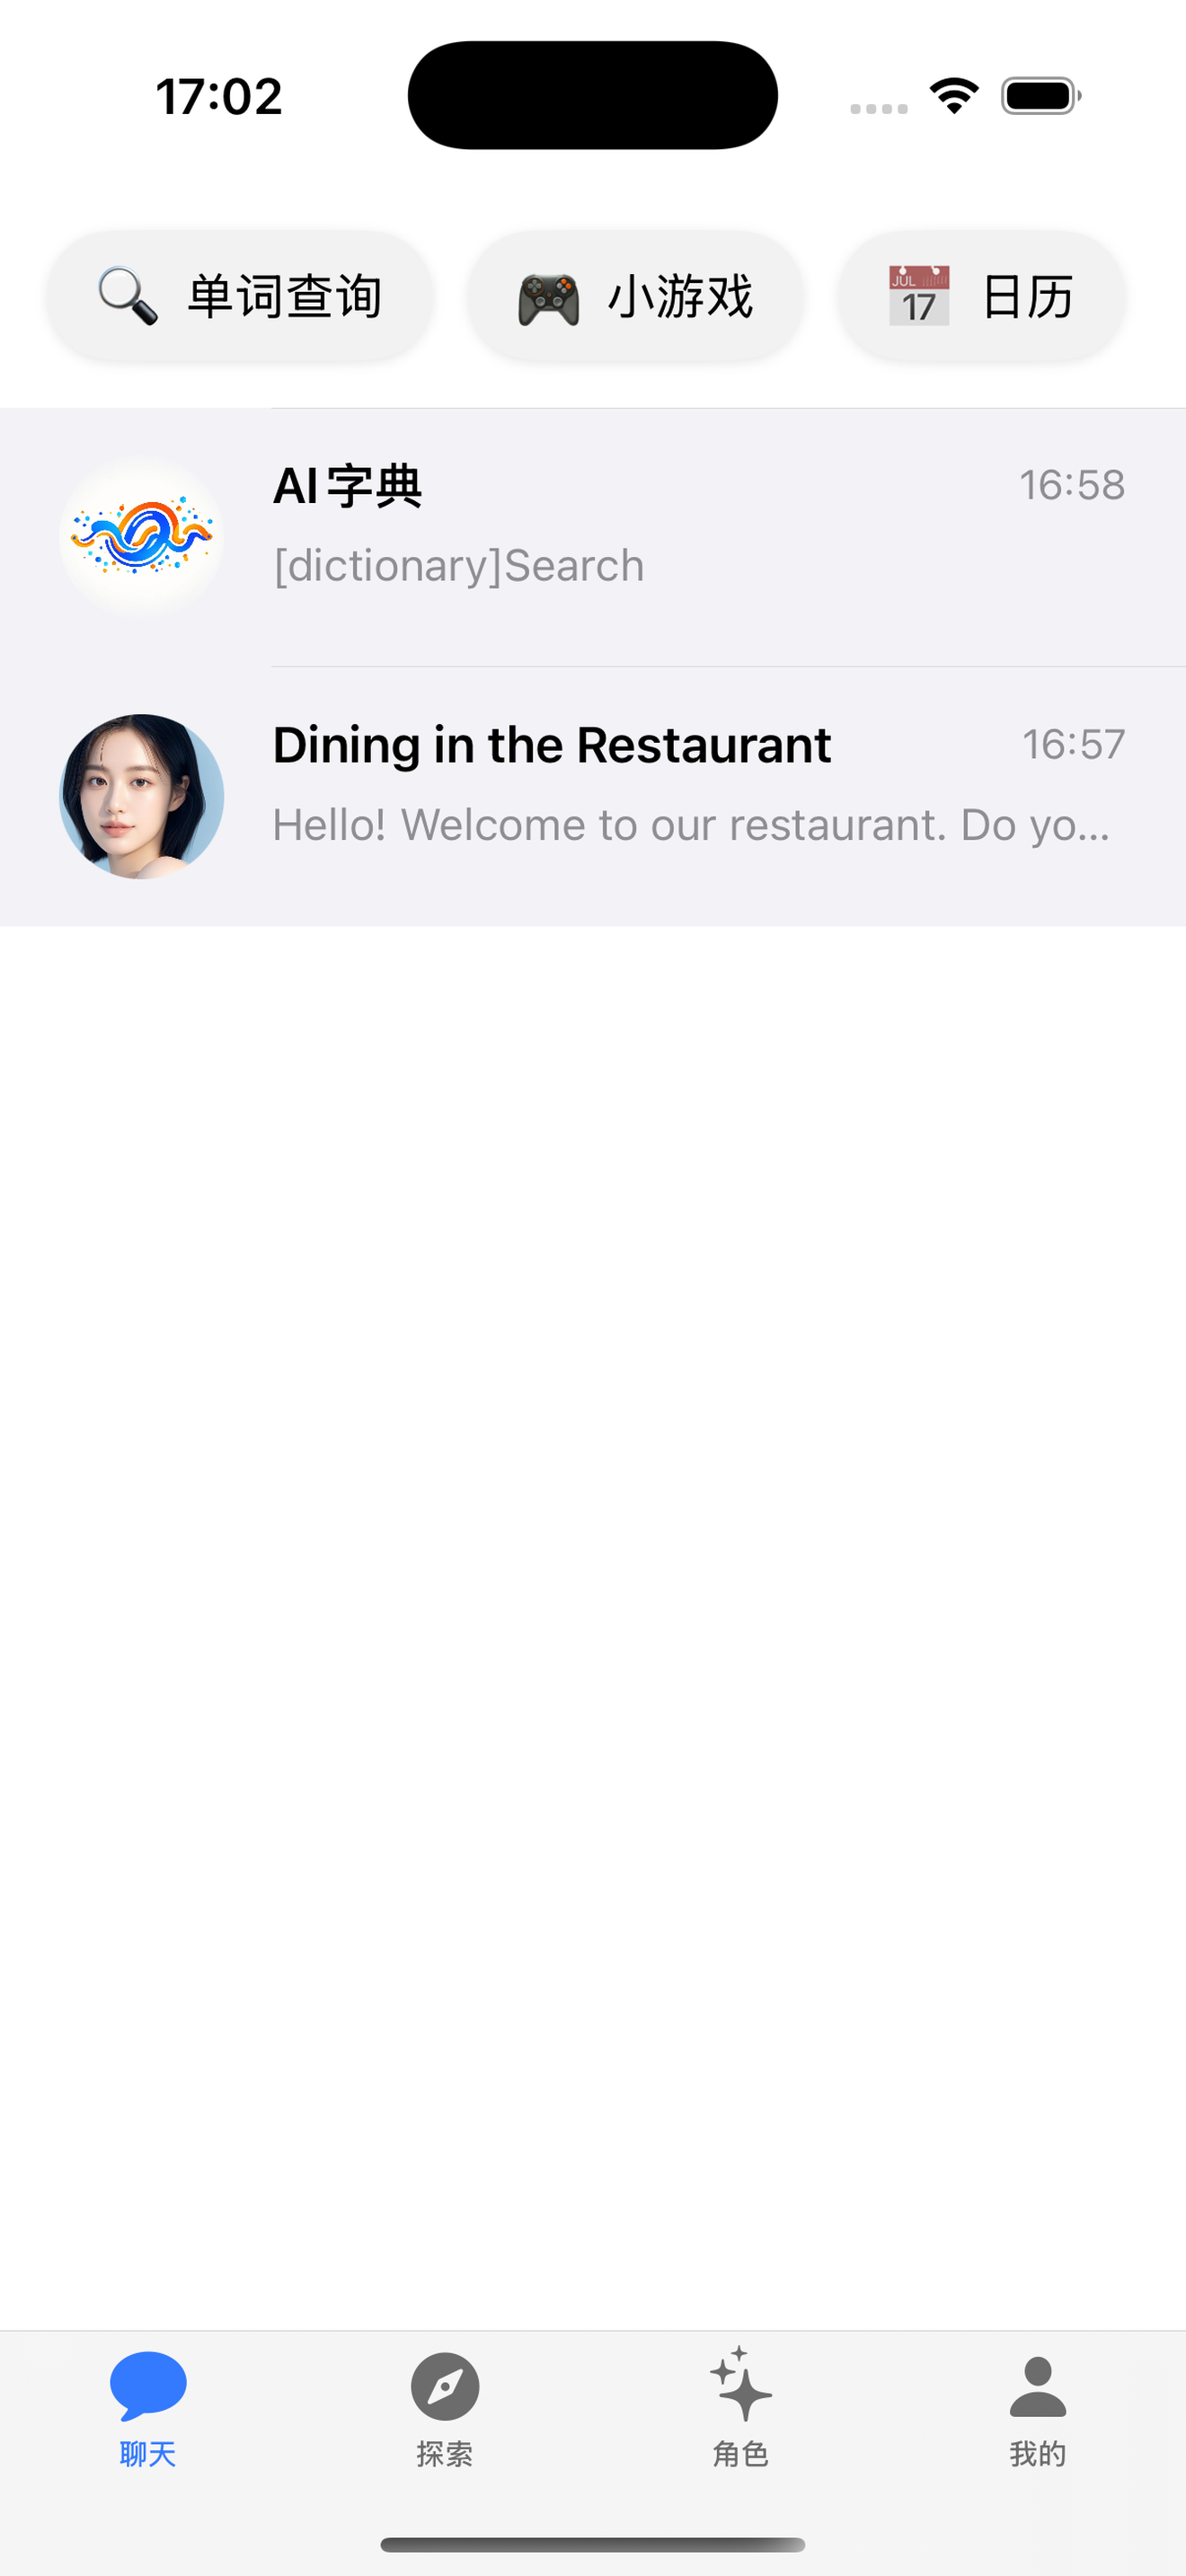 17:02
单词查询
小游戏
JUL
17
日历
AI字典
16:58
[dictionary]Search
Dining in the Restaurant
16:57
Hello! Welcome to our restaurant. Do yo...
聊天
探索
角色
我的